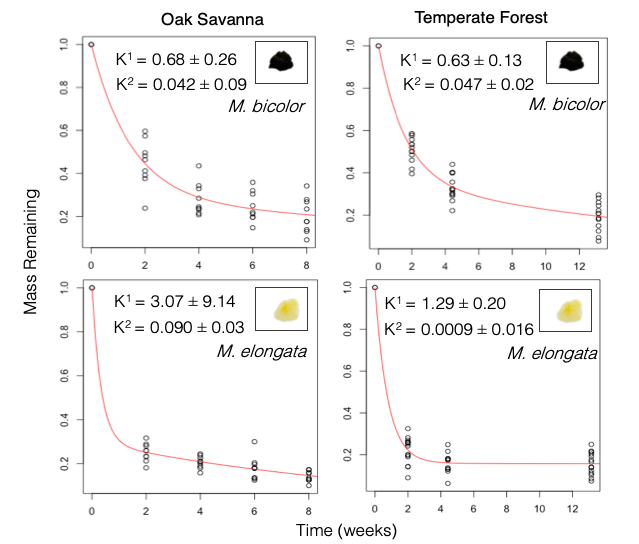 Oak Savanna
Temperate Forest
Mass Remaining
1.0
0.8
0.6
0.4
0.2
K¹ = 0.68 ± 0.26
K² = 0.042 ± 0.09
M. bicolor
0 2 4 6 8
1.0
0.8
0.6
0.4
0.2
K¹ = 0.63 ± 0.13
K² = 0.047 ± 0.02
M. bicolor
0 2 4 6 8 10 12
1.0
0.8
0.6
0.4
0.2
K¹ = 3.07 ± 9.14
K² = 0.090 ± 0.03
M. elongata
0 2 4 6 8
1.0
0.8
0.6
0.4
0.2
K¹ = 1.29 ± 0.20
K² = 0.0009 ± 0.016
M. elongata
0 2 4 6 8 10 12
Time (weeks)